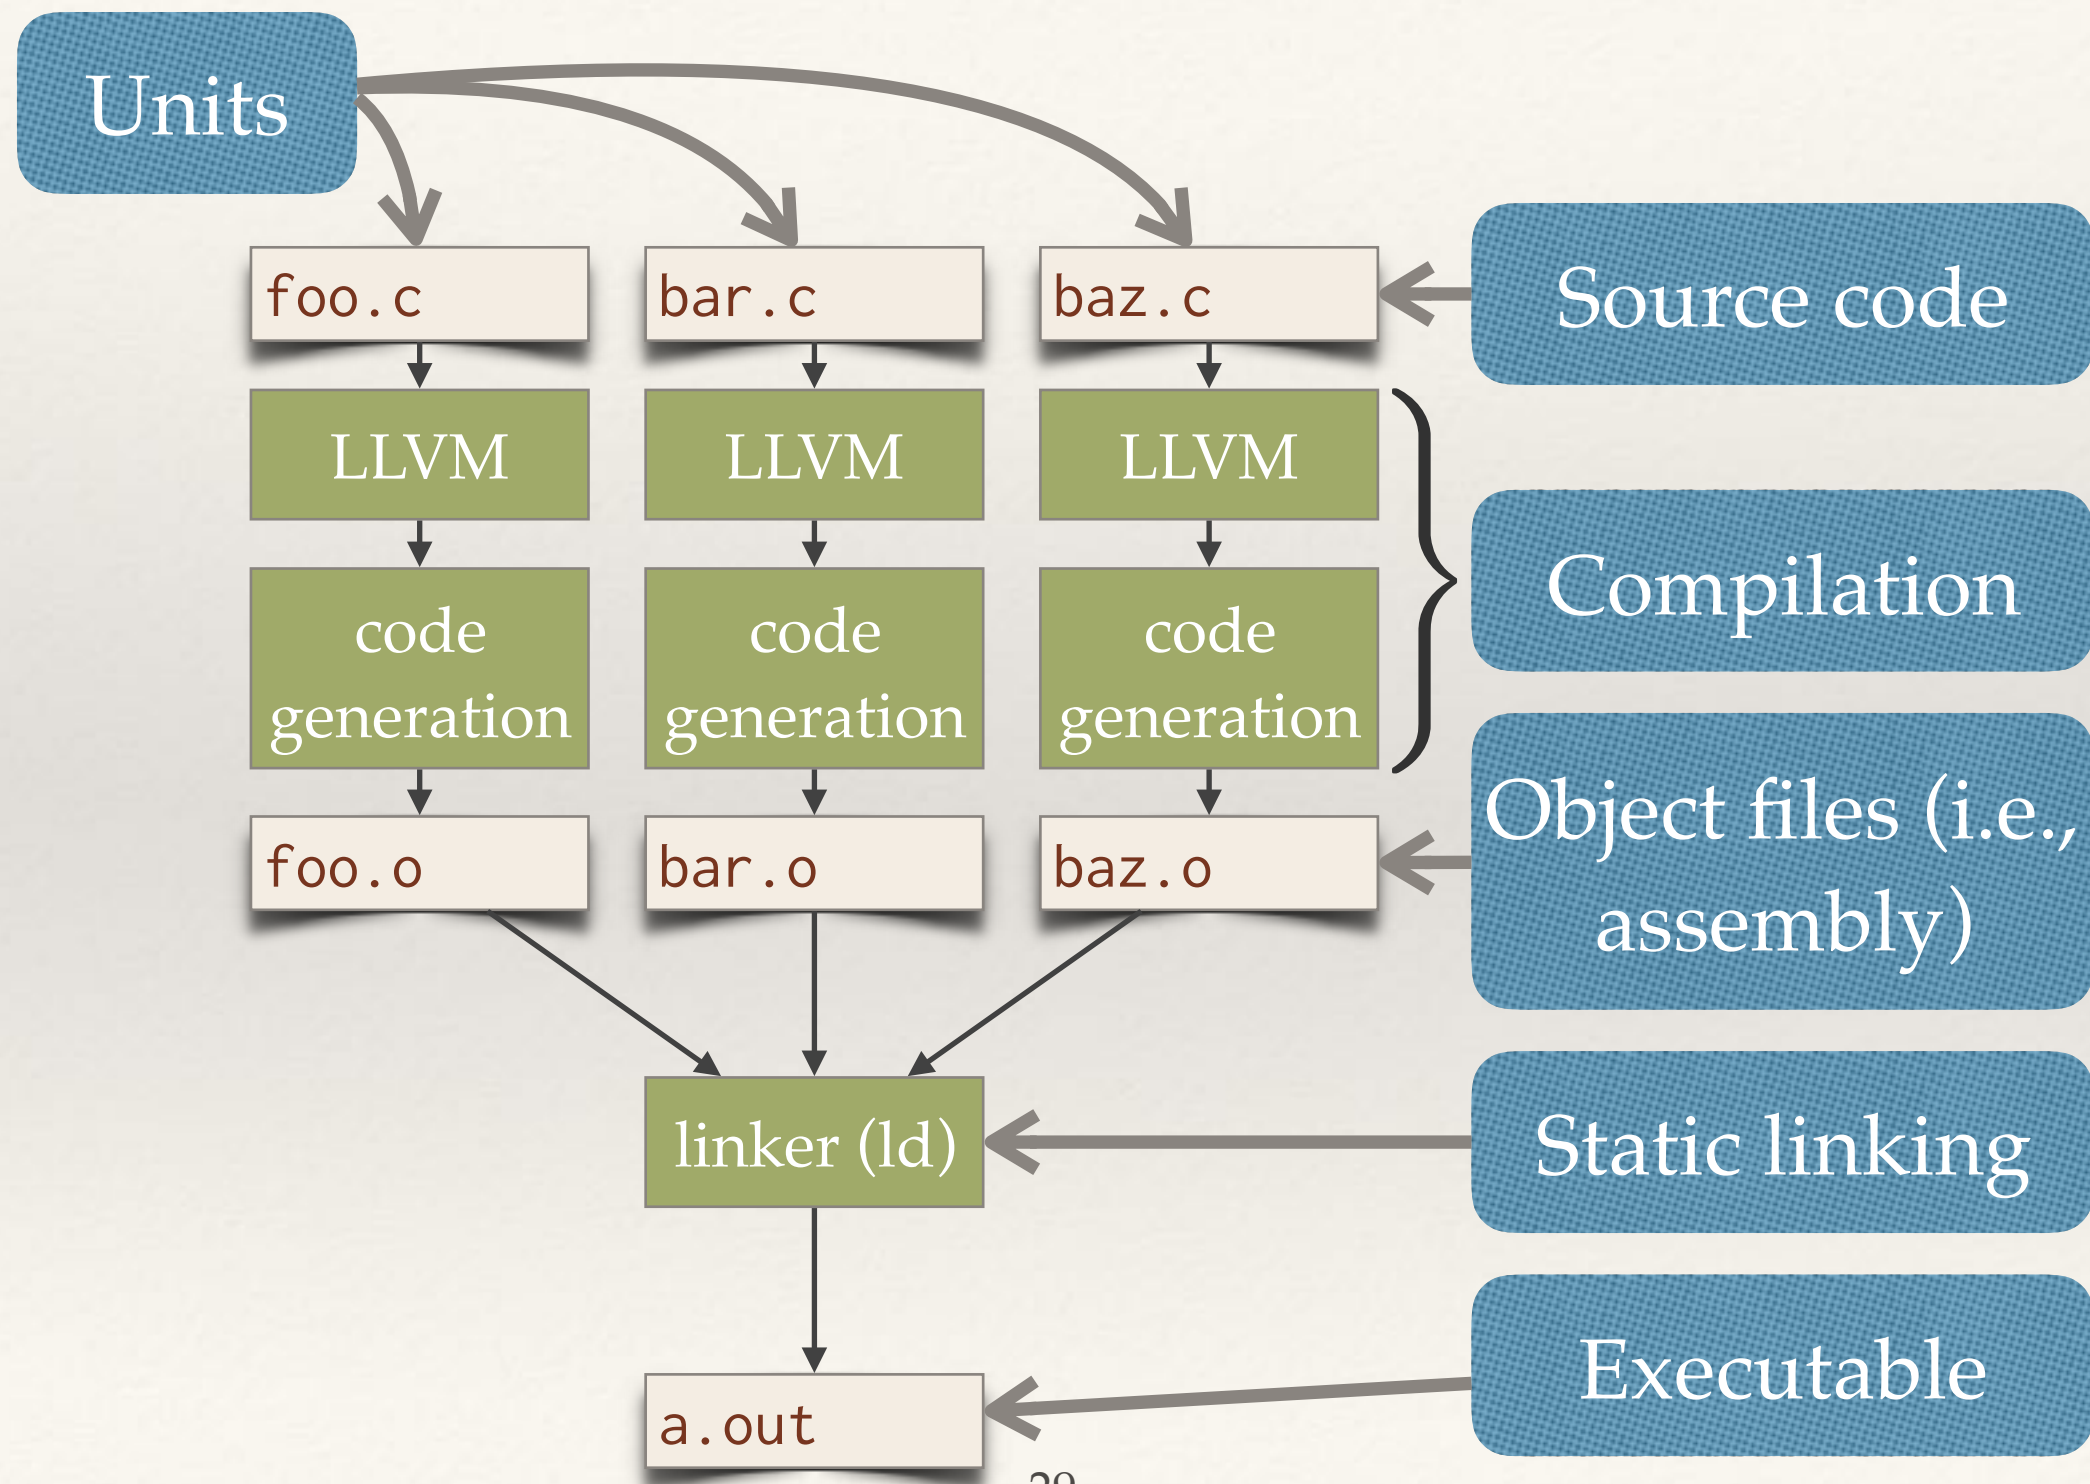 Units
foo.c
bar.c
baz.c
Source code
LLVM
LLVM
LLVM
code
generation
code
generation
code
generation
Compilation
foo.o
bar.o
baz.o
Object files (i.e.,
assembly)
linker (ld)
Static linking
Executable
a.out